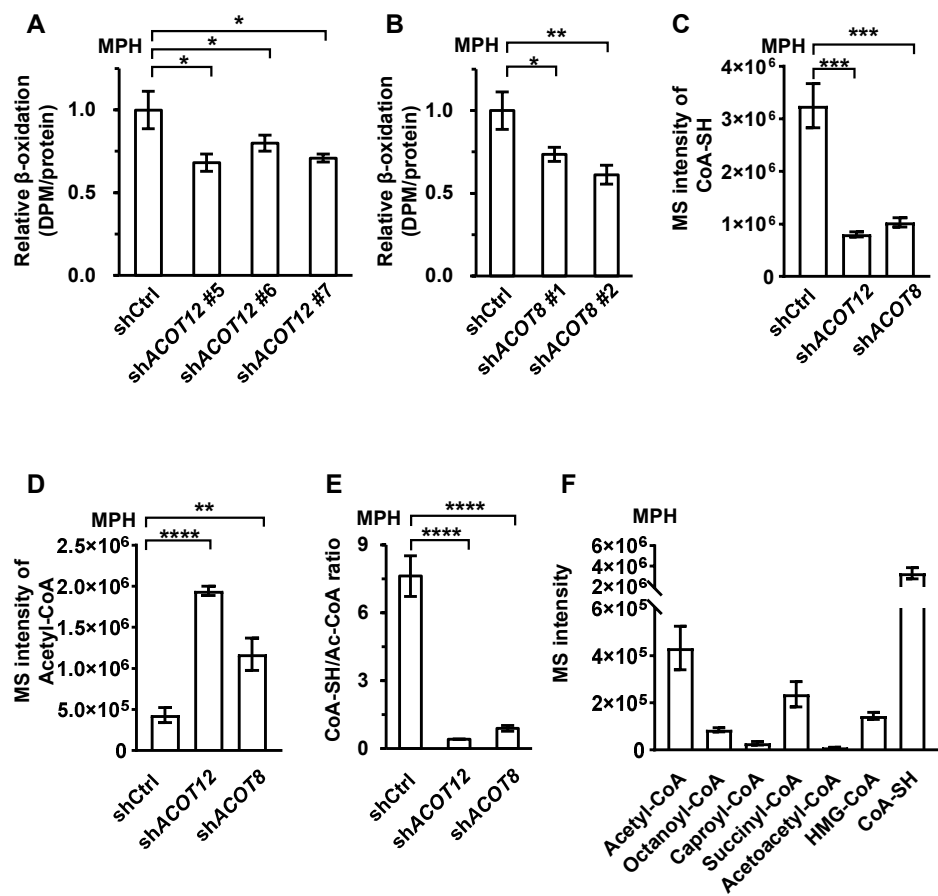 A
MPH
*
*
*
Relative β-oxidation
(DPM/protein)
1.0
0.5
0.0
shCtrl
shACOT12 #5
shACOT12 #6
shACOT12 #7
B
MPH
**
*
Relative β-oxidation
(DPM/protein)
1.0
0.5
0.0
shCtrl
shACOT8 #1
shACOT8 #2
C
MPH
***
***
MS intensity of
CoA-SH
4×10⁶
3×10⁶
2×10⁶
1×10⁶
0
shCtrl
shACOT12
shACOT8
D
MPH
**
****
MS intensity of
Acetyl-CoA
2.5×10⁶
2.0×10⁶
1.5×10⁶
1.0×10⁶
5.0×10⁵
0
shCtrl
shACOT12
shACOT8
E
MPH
****
****
CoA-SH/Ac-CoA ratio
9
6
3
0
shCtrl
shACOT12
shACOT8
F
MPH
MS intensity
6×10⁶
4×10⁶
2×10⁶
6×10⁵
4×10⁵
2×10⁵
0
Acetyl-CoA
Octanoyl-CoA
Caproyl-CoA
Succinyl-CoA
Acetoacetyl-CoA
HMG-CoA
CoA-SH